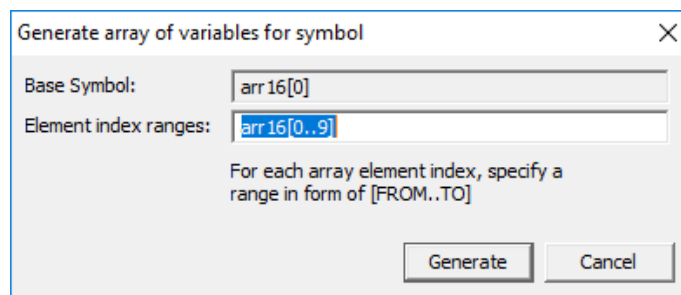 Generate array of variables for symbol
Base Symbol: arr16[0]
Element index ranges: arr16[0..9]
For each array element index, specify a
range in form of [FROM..TO]
Generate Cancel